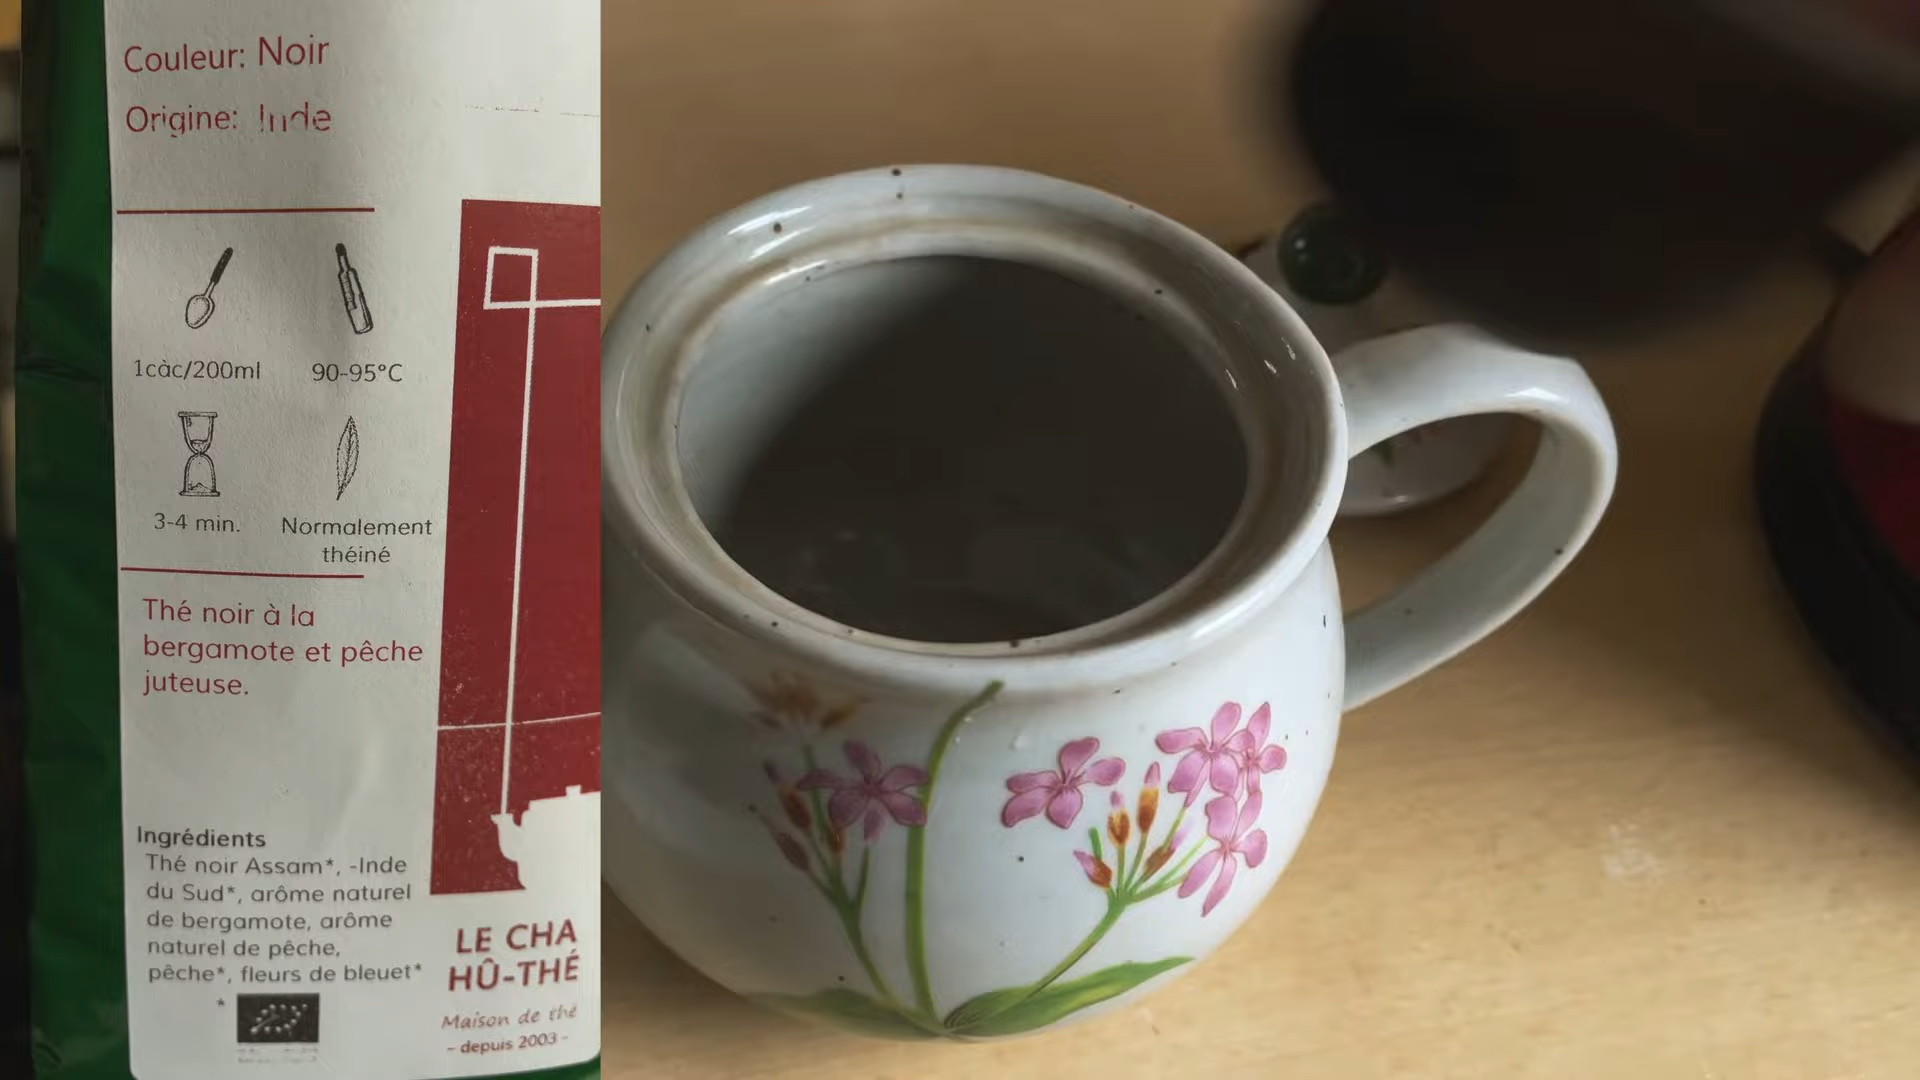 Couleur: Noir
Origine: Inde
1càc/200ml
90-95°C
3-4 min.
Normalement
théiné
Thé noir à la
bergamote et pêche
juteuse.
Ingrédients
Thé noir Assam*, -Inde
du Sud*, arôme naturel
de bergamote, arôme
naturel de pêche,
pêche*, fleurs de bleuet*
*
LE CHA
HÛ-THÉ
Maison de thé
- depuis 2003 -